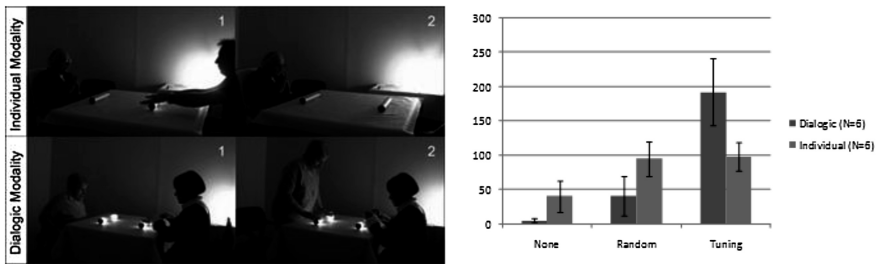 Individual Modality
1
2
Dialogic Modality
1
2
300
250
200
150
100
50
0
None
Random
Tuning
Dialogic (N=6)
Individual (N=6)